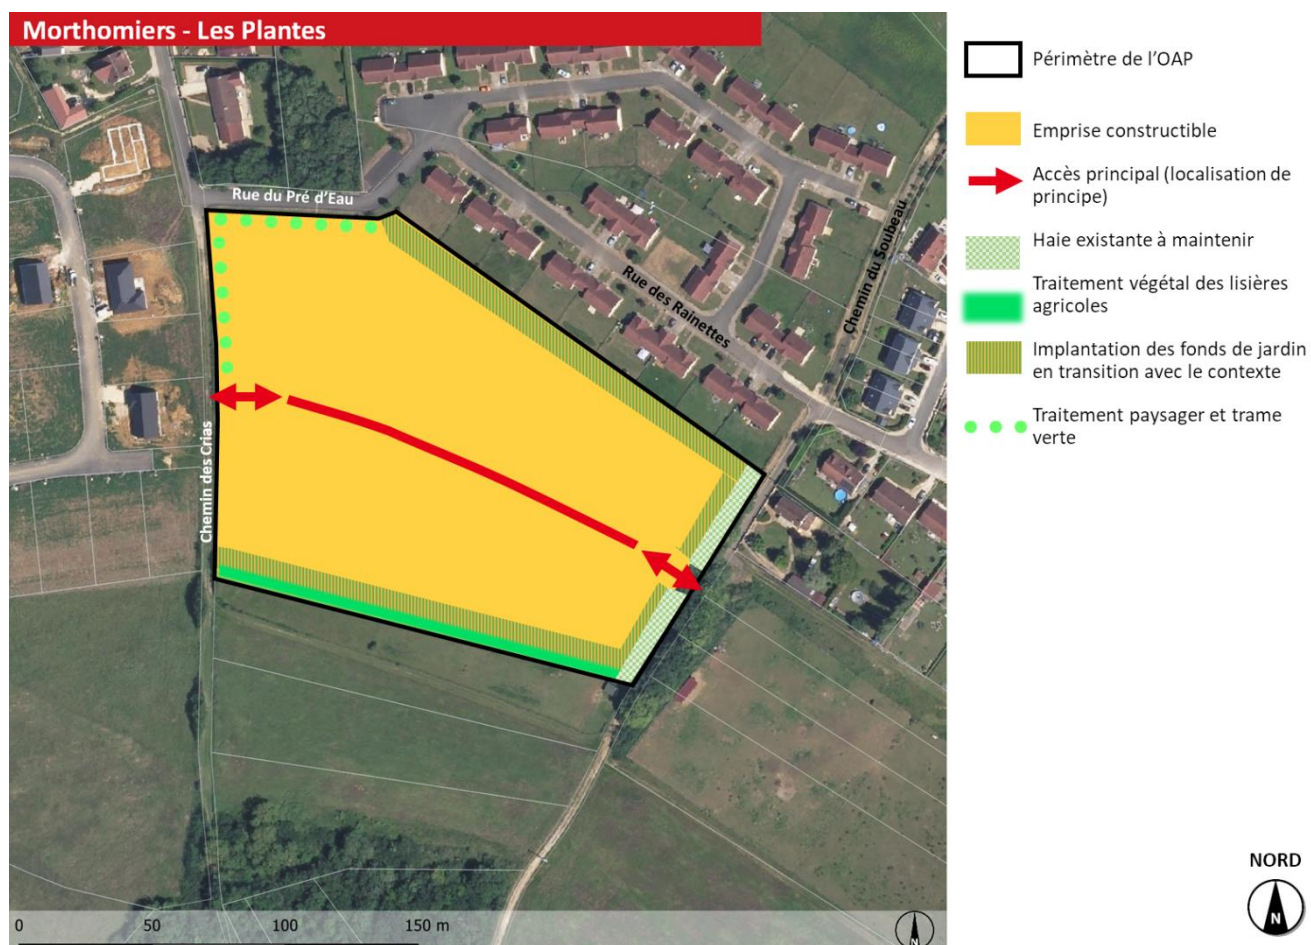 Morthomiers - Les Plantes
Périmètre de l'OAP
Emprise constructible
Accès principal (localisation de
principe)
Haie existante à maintenir
Traitement végétal des lisières
agricoles
Implantation des fonds de jardin
en transition avec le contexte
Traitement paysager et trame
verte
Rue du Pré d'Eau
Rue des Rainettes
Chemin du Soubeau
Chemin des Crias
0 50 100 150 m
N
NORD
N